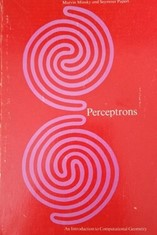 Marvin Minsky and Seymour Papert
Perceptrons
An Introduction to Computational Geometry